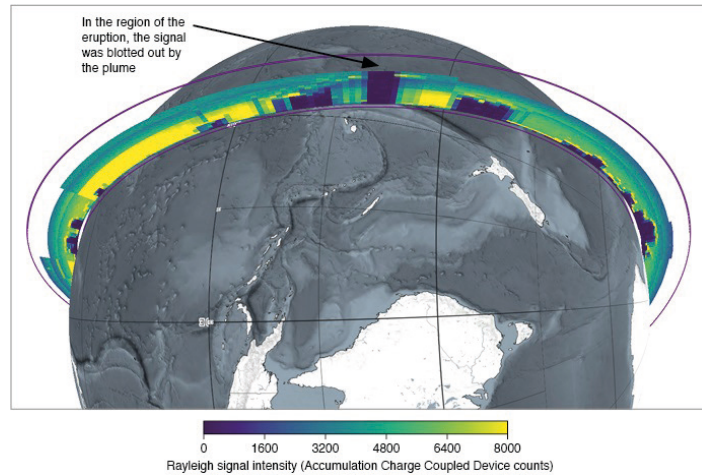 In the region of the
eruption, the signal
was blotted out by
the plume
0 1600 3200 4800 6400 8000
Rayleigh signal intensity (Accumulation Charge Coupled Device counts)